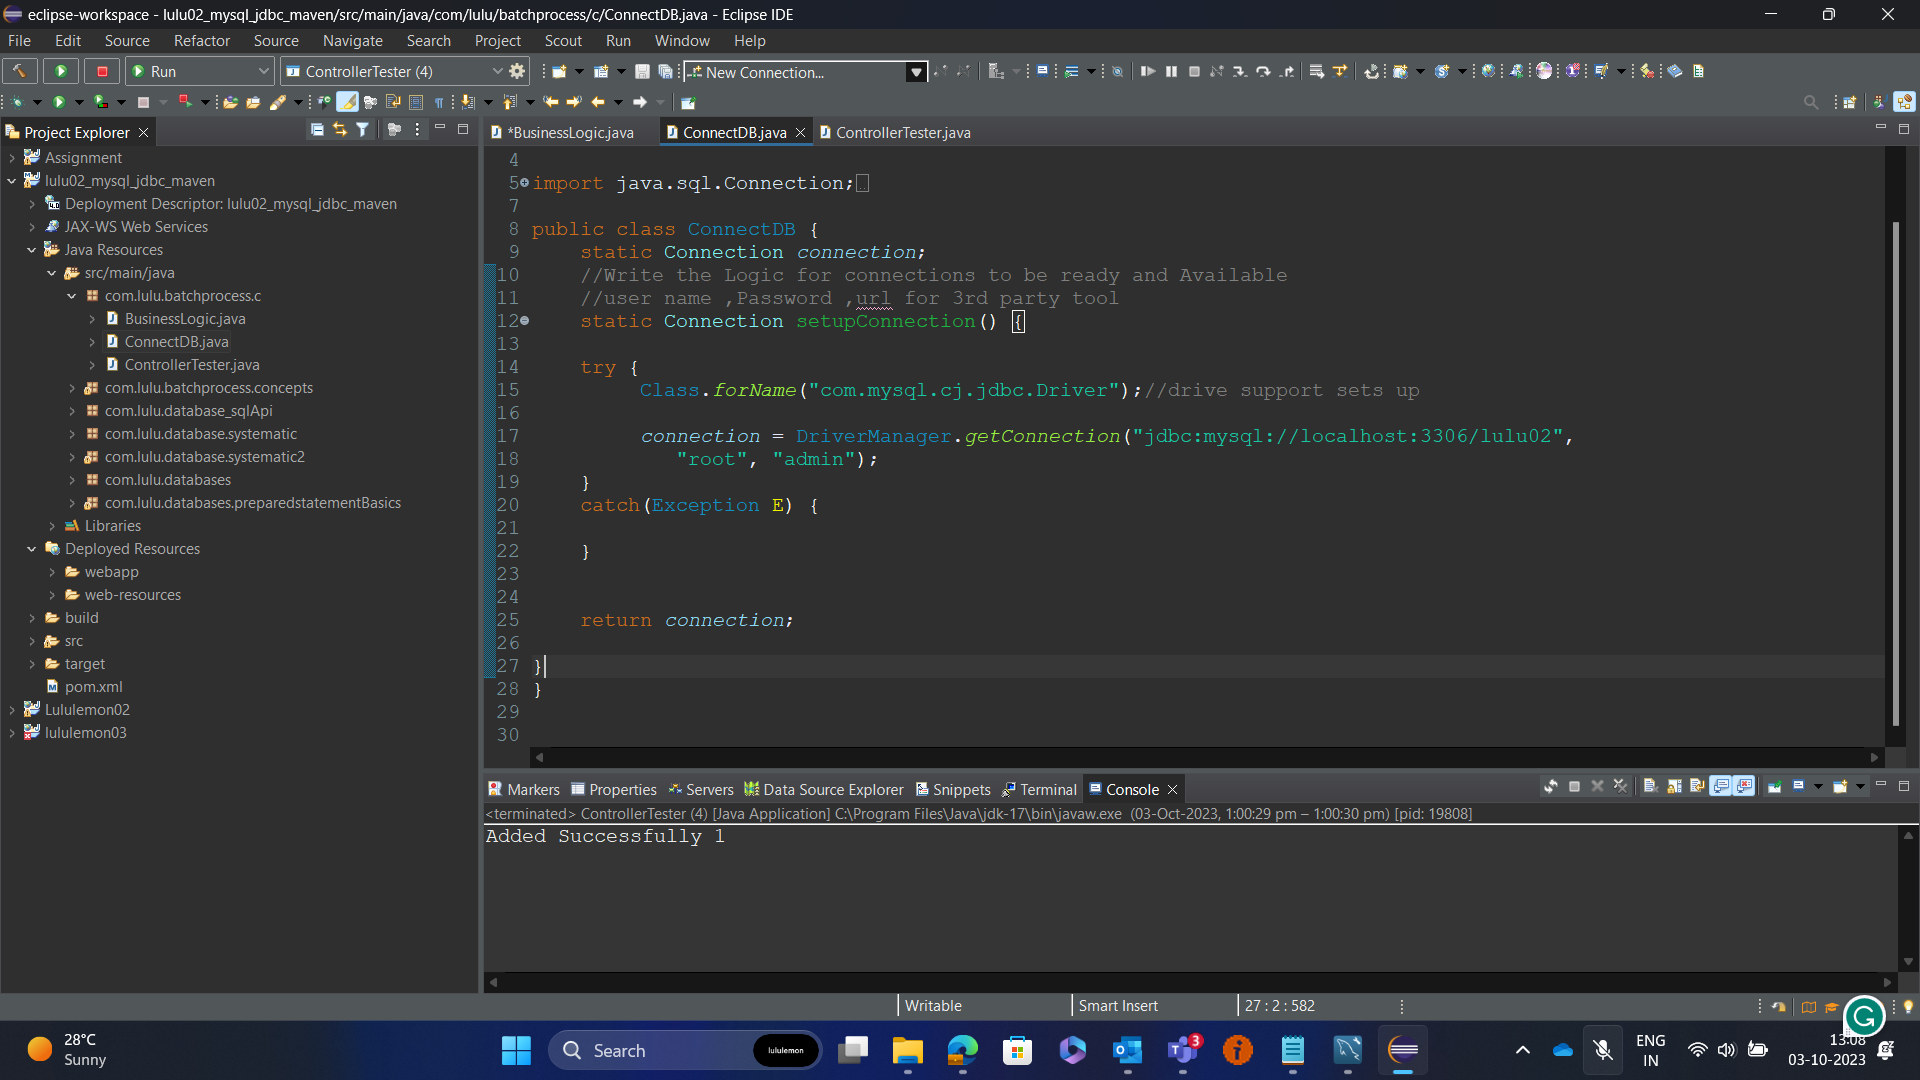 eclipse-workspace - lulu02_mysql_jdbc_maven/src/main/java/com/lulu/batchprocess/c/ConnectDB.java - Eclipse IDE
File Edit Source Refactor Source Navigate Search Project Scout Run Window Help
Run ControllerTester (4) New Connection...
Project Explorer
*BusinessLogic.java ConnectDB.java ControllerTester.java
Assignment
lulu02_mysql_jdbc_maven
Deployment Descriptor: lulu02_mysql_jdbc_maven
JAX-WS Web Services
Java Resources
src/main/java
com.lulu.batchprocess.c
BusinessLogic.java
ConnectDB.java
ControllerTester.java
com.lulu.batchprocess.concepts
com.lulu.database_sqlApi
com.lulu.database.systematic
com.lulu.database.systematic2
com.lulu.databases
com.lulu.databases.preparedstatementBasics
Libraries
Deployed Resources
webapp
web-resources
build
src
target
pom.xml
Lululemon02
lululemon03
4
5 import java.sql.Connection;
7
8 public class ConnectDB {
9 static Connection connection;
10 //Write the Logic for connections to be ready and Available
11 //user name ,Password ,url for 3rd party tool
12 static Connection setupConnection() {
13
14 try {
15 Class.forName("com.mysql.cj.jdbc.Driver");//drive support sets up
16
17 connection = DriverManager.getConnection("jdbc:mysql://localhost:3306/lulu02",
18 "root", "admin");
19 }
20 catch(Exception E) {
21
22 }
23
24
25 return connection;
26
27 }
28 }
29
30
Markers Properties Servers Data Source Explorer Snippets Terminal Console
<terminated> ControllerTester (4) [Java Application] C:\Program Files\Java\jdk-17\bin\javaw.exe (03-Oct-2023, 1:00:29 pm – 1:00:30 pm) [pid: 19808]
Added Successfully 1
Writable Smart Insert 27 : 2 : 582
28°C
Sunny
Search lululemon
3
ENG
IN
13:08
03-10-2023